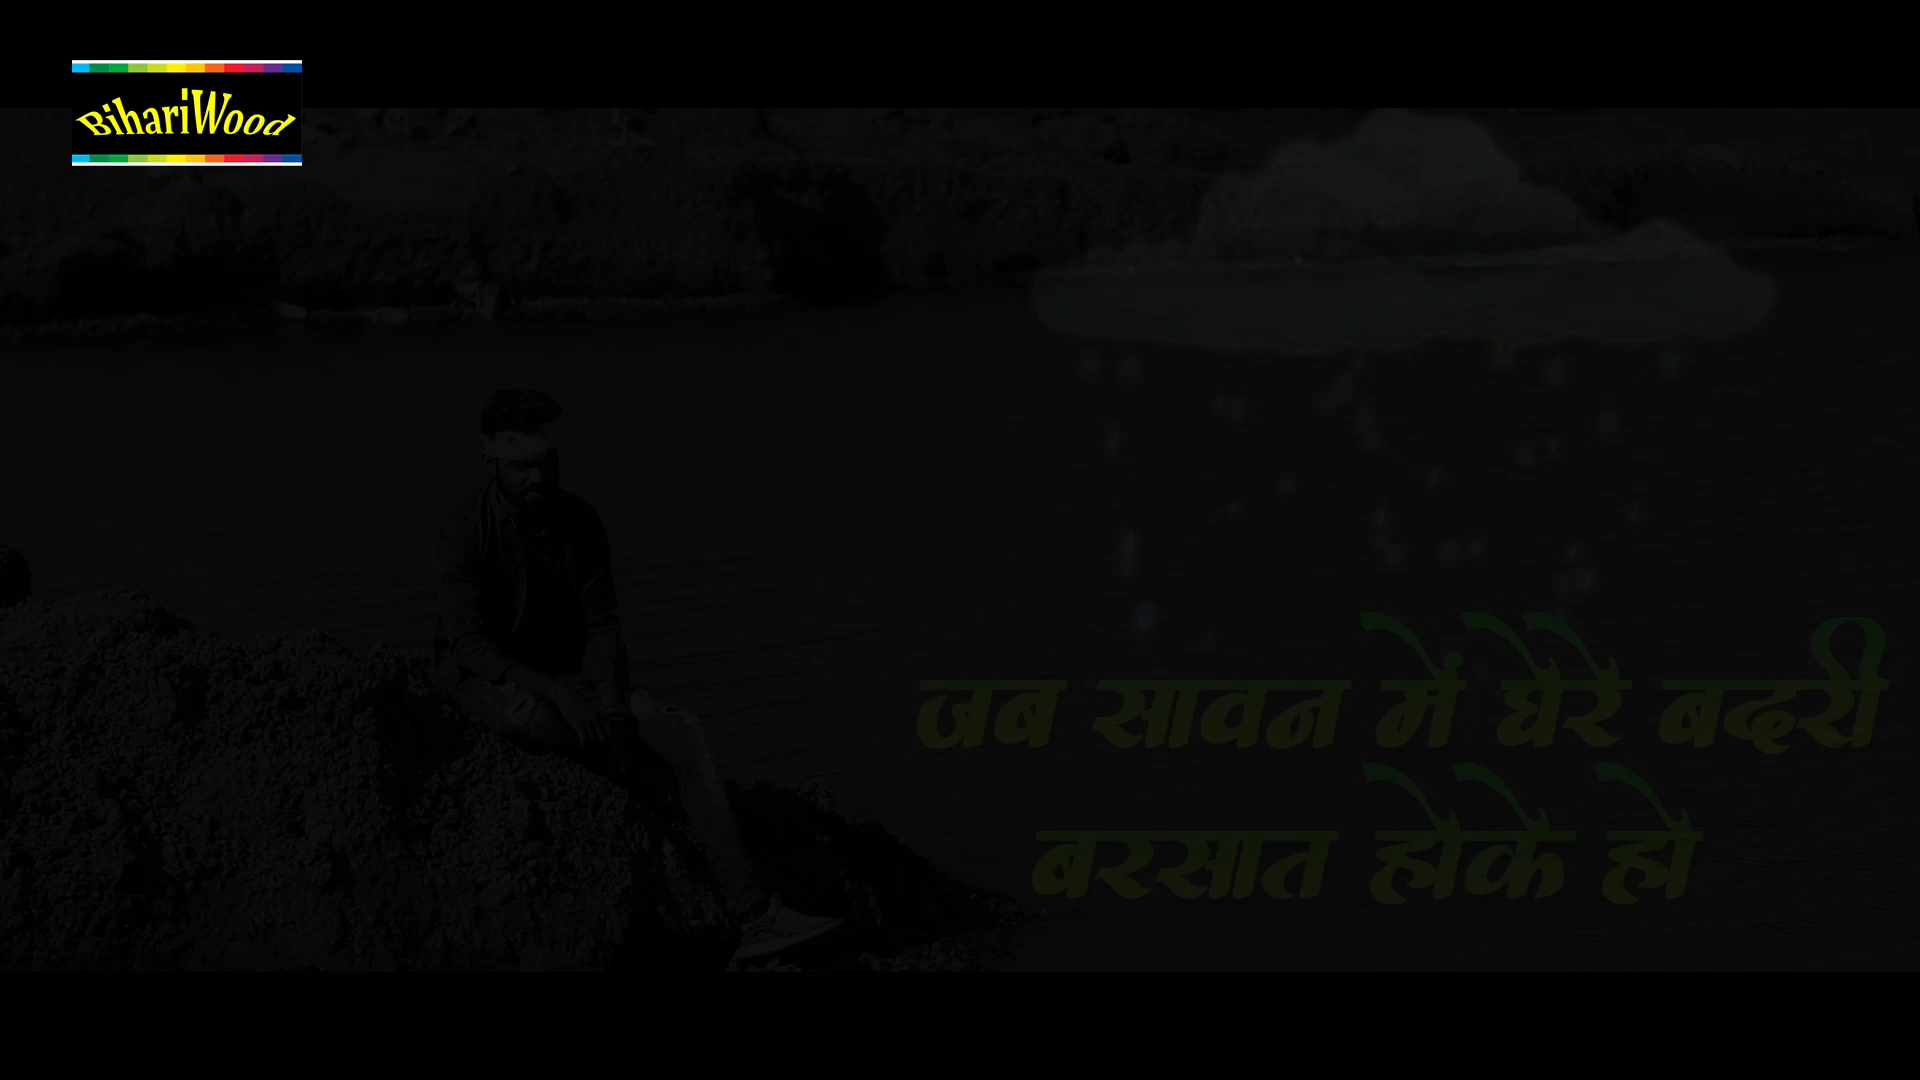 BihariWood
जब सावन में घेरे बदरी
बरसात होके हो